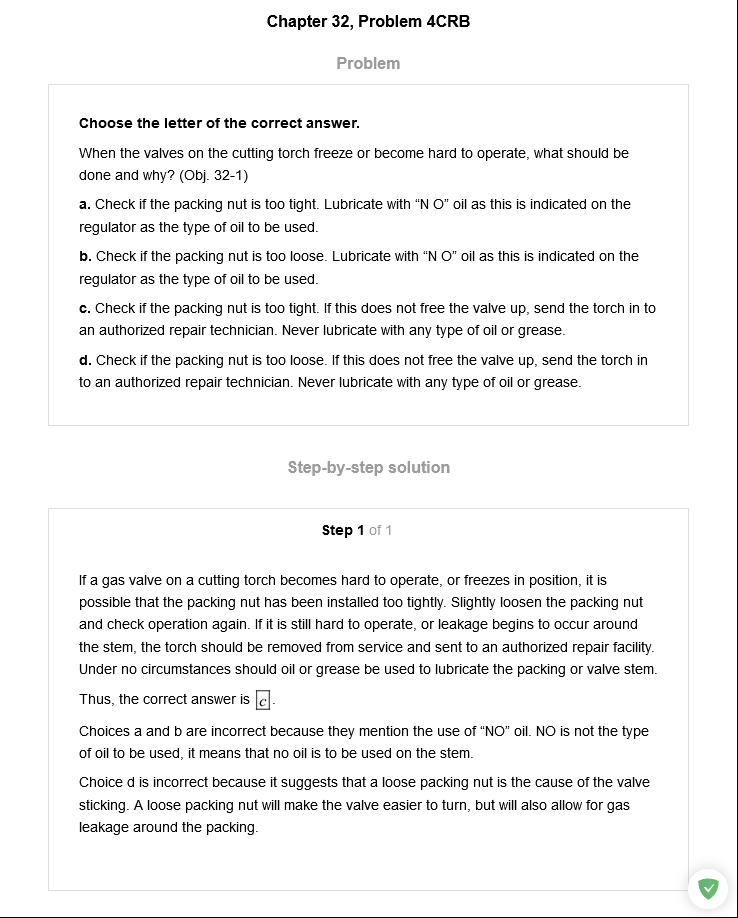 Chapter 32, Problem 4CRB
Problem
Choose the letter of the correct answer.
When the valves on the cutting torch freeze or become hard to operate, what should be
done and why? (Obj. 32-1)
a. Check if the packing nut is too tight. Lubricate with “N O” oil as this is indicated on the
regulator as the type of oil to be used.
b. Check if the packing nut is too loose. Lubricate with “N O” oil as this is indicated on the
regulator as the type of oil to be used.
c. Check if the packing nut is too tight. If this does not free the valve up, send the torch in to
an authorized repair technician. Never lubricate with any type of oil or grease.
d. Check if the packing nut is too loose. If this does not free the valve up, send the torch in
to an authorized repair technician. Never lubricate with any type of oil or grease.
Step-by-step solution
Step 1 of 1
If a gas valve on a cutting torch becomes hard to operate, or freezes in position, it is
possible that the packing nut has been installed too tightly. Slightly loosen the packing nut
and check operation again. If it is still hard to operate, or leakage begins to occur around
the stem, the torch should be removed from service and sent to an authorized repair facility.
Under no circumstances should oil or grease be used to lubricate the packing or valve stem.
Thus, the correct answer is c.
Choices a and b are incorrect because they mention the use of “NO” oil. NO is not the type
of oil to be used, it means that no oil is to be used on the stem.
Choice d is incorrect because it suggests that a loose packing nut is the cause of the valve
sticking. A loose packing nut will make the valve easier to turn, but will also allow for gas
leakage around the packing.